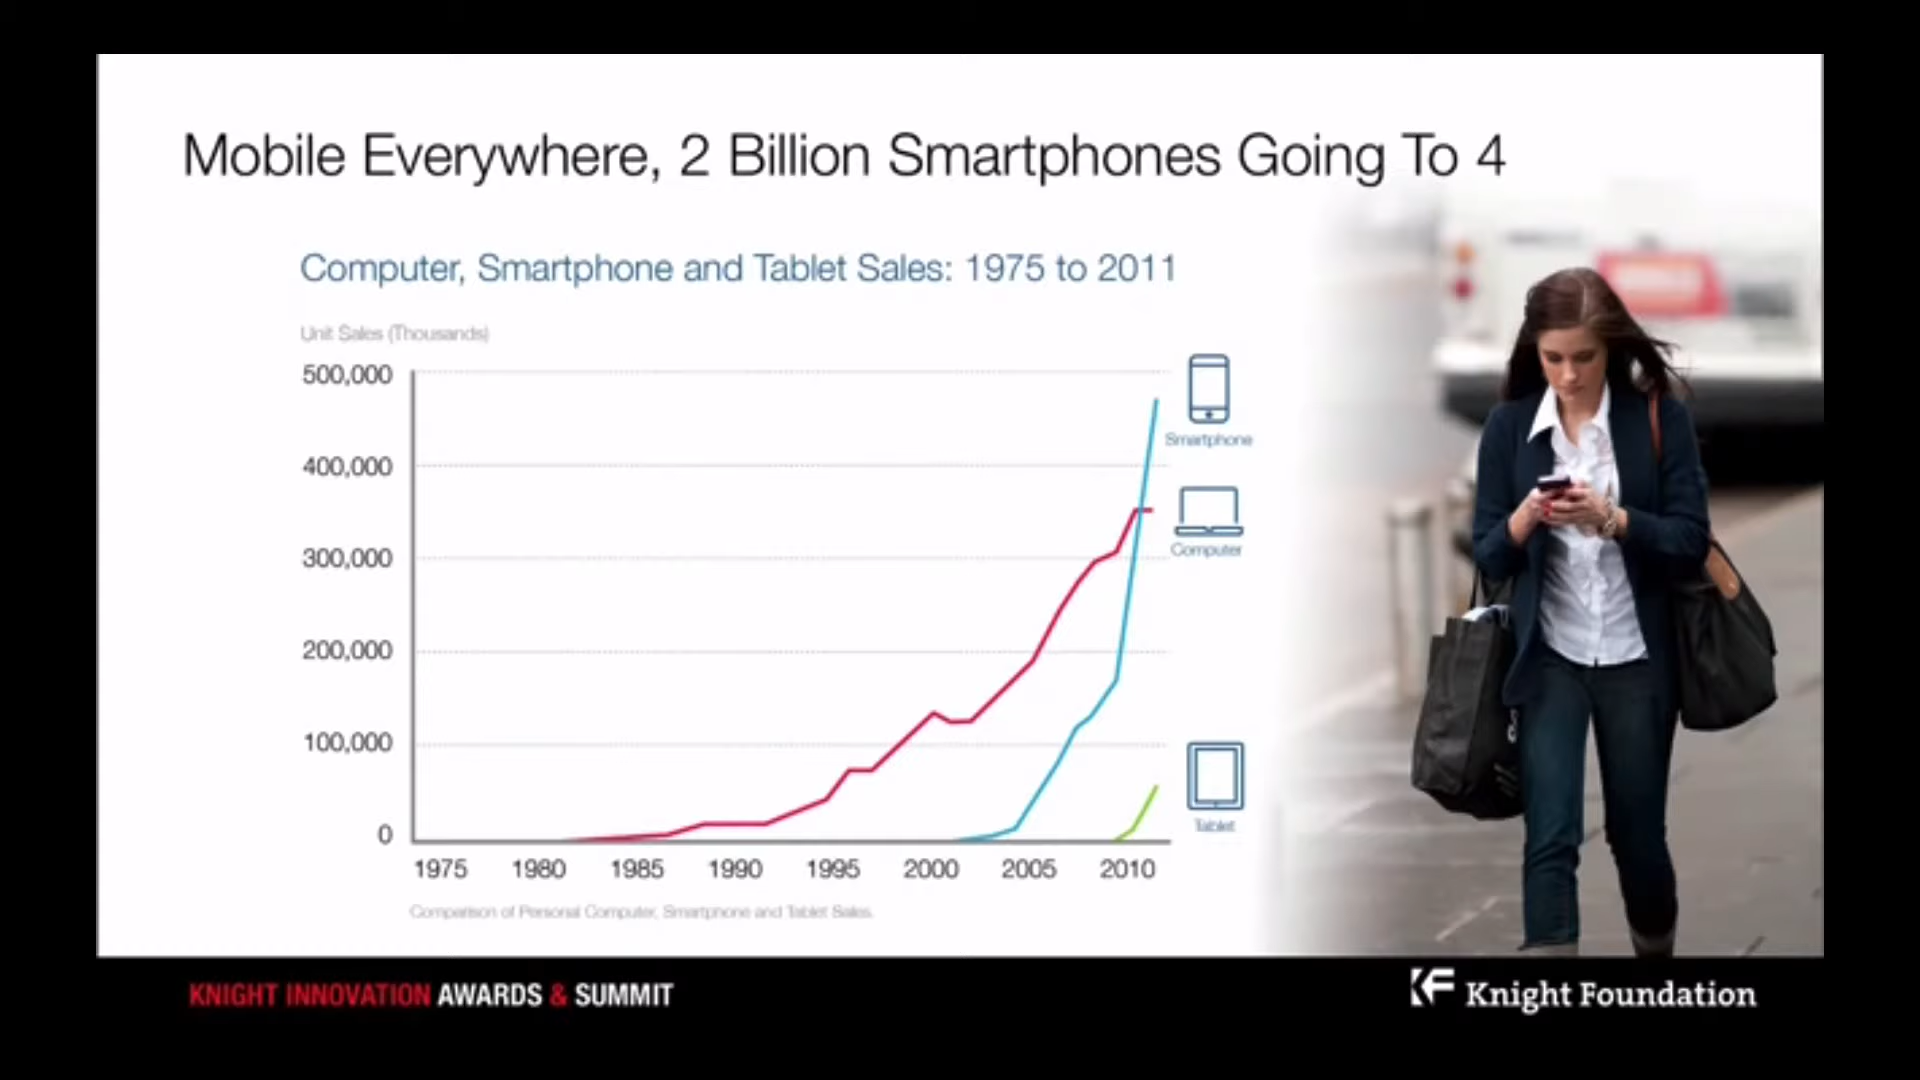 Mobile Everywhere, 2 Billion Smartphones Going To 4
Computer, Smartphone and Tablet Sales: 1975 to 2011
Unit Sales (Thousands)
500,000
400,000
300,000
200,000
100,000
0
Smartphone
Computer
Tablet
1975 1980 1985 1990 1995 2000 2005 2010
Comparison of Personal Computer, Smartphone and Tablet Sales.
KNIGHT INNOVATION AWARDS & SUMMIT
KF Knight Foundation